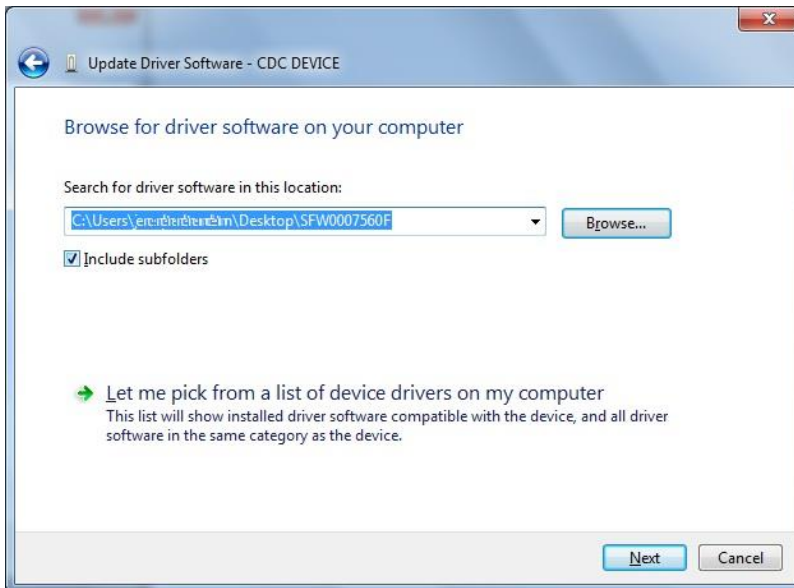 Update Driver Software - CDC DEVICE
Browse for driver software on your computer
Search for driver software in this location:
C:\Users\ \Desktop\SFW0007560F
Browse...
Include subfolders
Let me pick from a list of device drivers on my computer
This list will show installed driver software compatible with the device, and all driver
software in the same category as the device.
Next Cancel